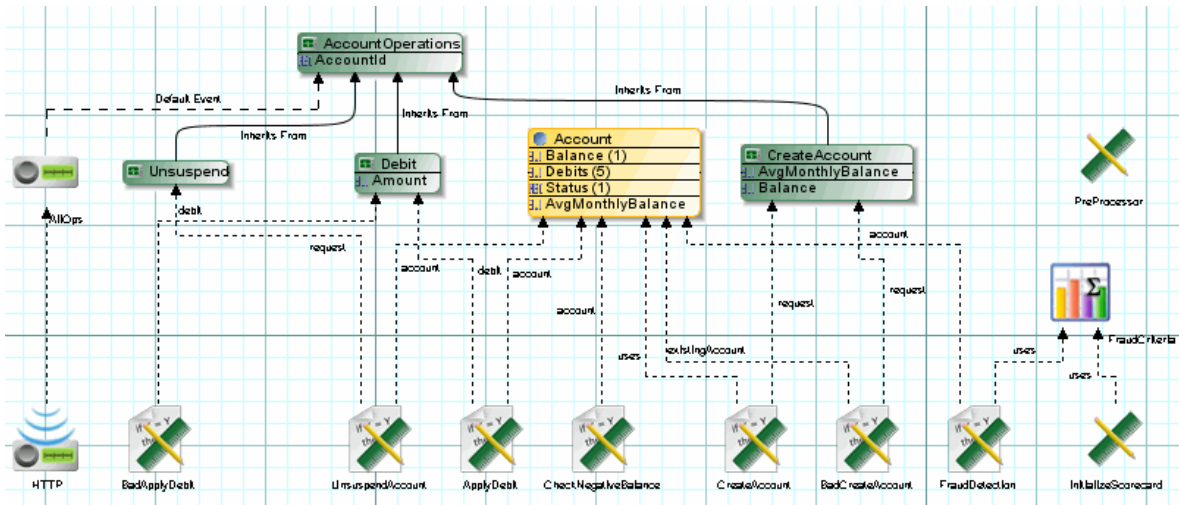 AccountOperations
AccountId
Default Event
Inherits From
Inherits From
Inherits From
Account
Balance (1)
Debits (5)
Status (1)
AvgMonthlyBalance
Unsuspend
Debit
Amount
CreateAccount
AvgMonthlyBalance
Balance
PreProcessor
AllOps
debit
request
account
debit
account
account
account
request
request
uses
existingAccount
uses
uses
FraudCriteria
HTTP
BadApplyDebit
UnsuspendAccount
ApplyDebit
CheckNegativeBalance
CreateAccount
BadCreateAccount
FraudDetection
InitializeScorecard